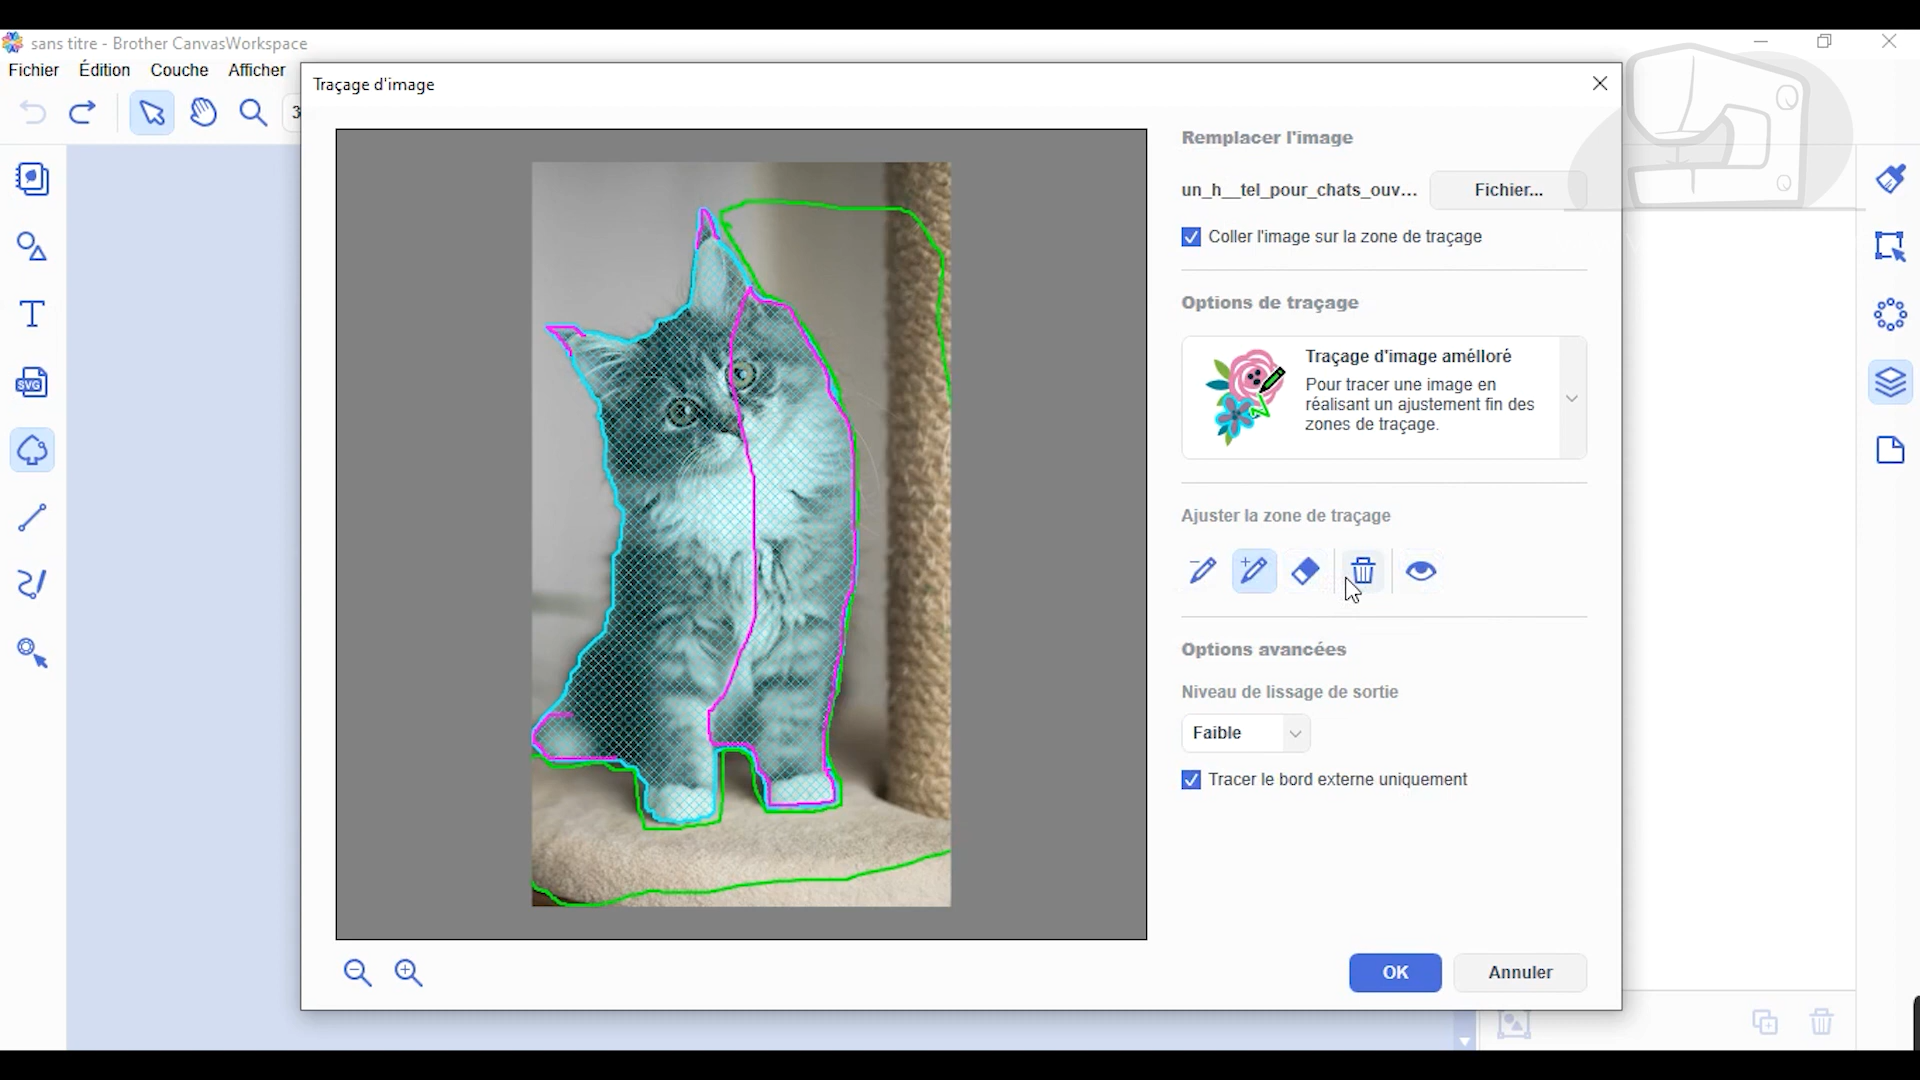 sans titre - Brother CanvasWorkspace
Fichier Édition Couche Afficher
3
Traçage d'image
Remplacer l'image
un_h__tel_pour_chats_ouv... Fichier...
Coller l'image sur la zone de traçage
Options de traçage
Traçage d'image amélloré
Pour tracer une image en
réalisant un ajustement fin des
zones de traçage.
Ajuster la zone de traçage
Options avancées
Niveau de lissage de sortie
Faible
Tracer le bord externe uniquement
OK Annuler
T
SVG